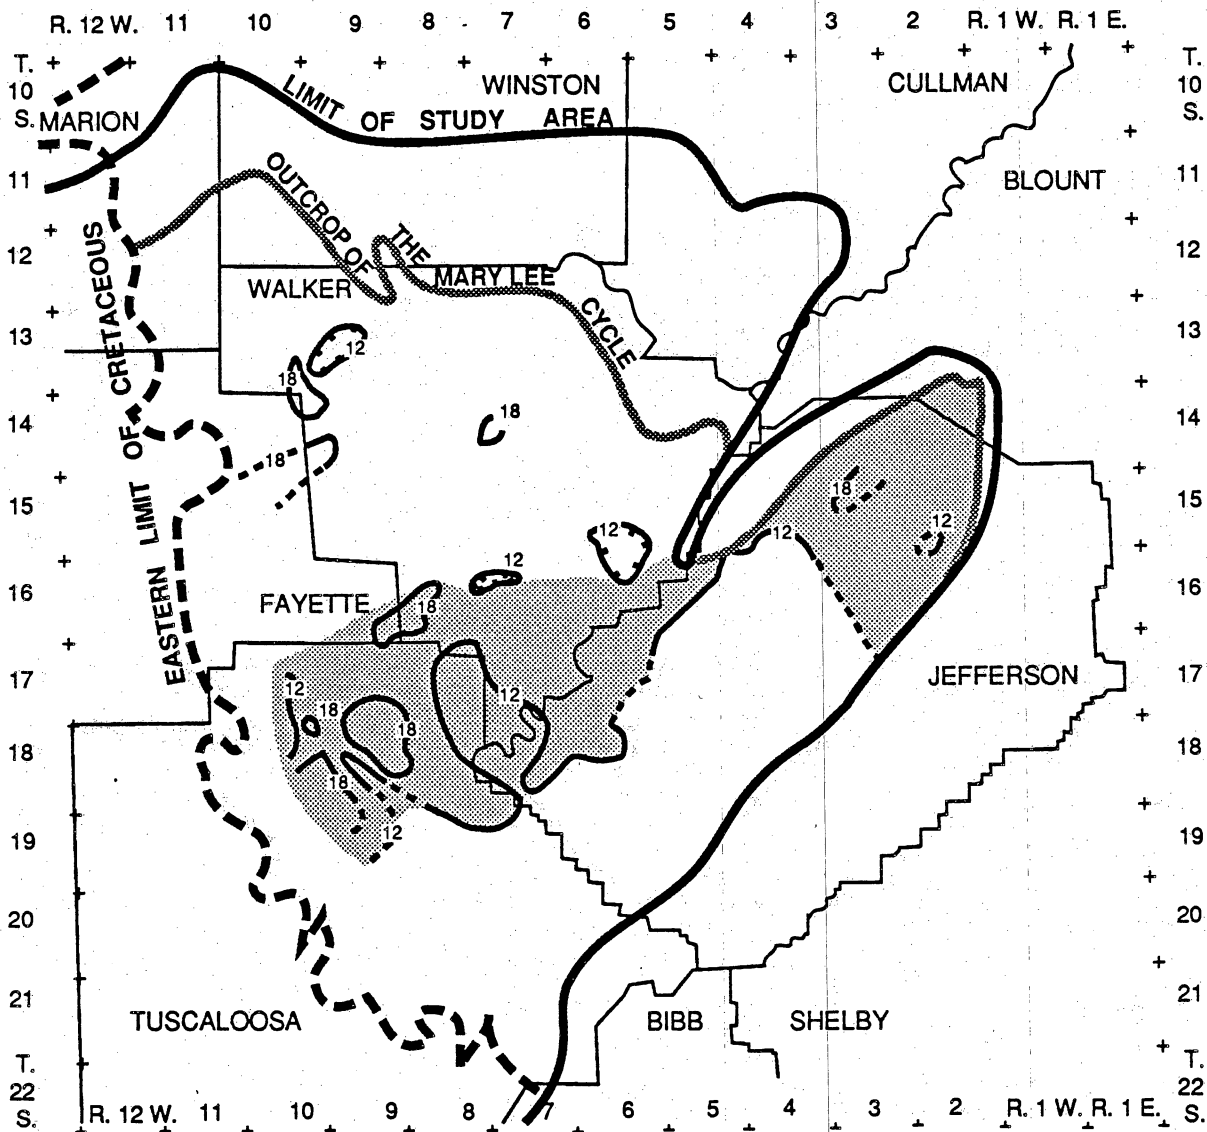 R. 12 W. 11 10 9 8 7 6 5 4 3 2 R. 1 W. R. 1 E.
T. 10 S.
T. 10 S.
WINSTON
CULLMAN
MARION
LIMIT OF STUDY AREA
11
11
BLOUNT
OUTCROP OF THE MARY LEE CYCLE
12
12
WALKER
EASTERN LIMIT OF CRETACEOUS
13
13
12
18
14
18
14
18
15
18
15
12
12
12
16
12
16
FAYETTE
18
17
JEFFERSON
17
12
12
18
18
18
18
18
12
19
19
20
20
21
21
TUSCALOOSA
BIBB
SHELBY
T. 22 S.
T. 22 S.
R. 12 W. 11 10 9 8 7 6 5 4 3 2 R. 1 W. R. 1 E.